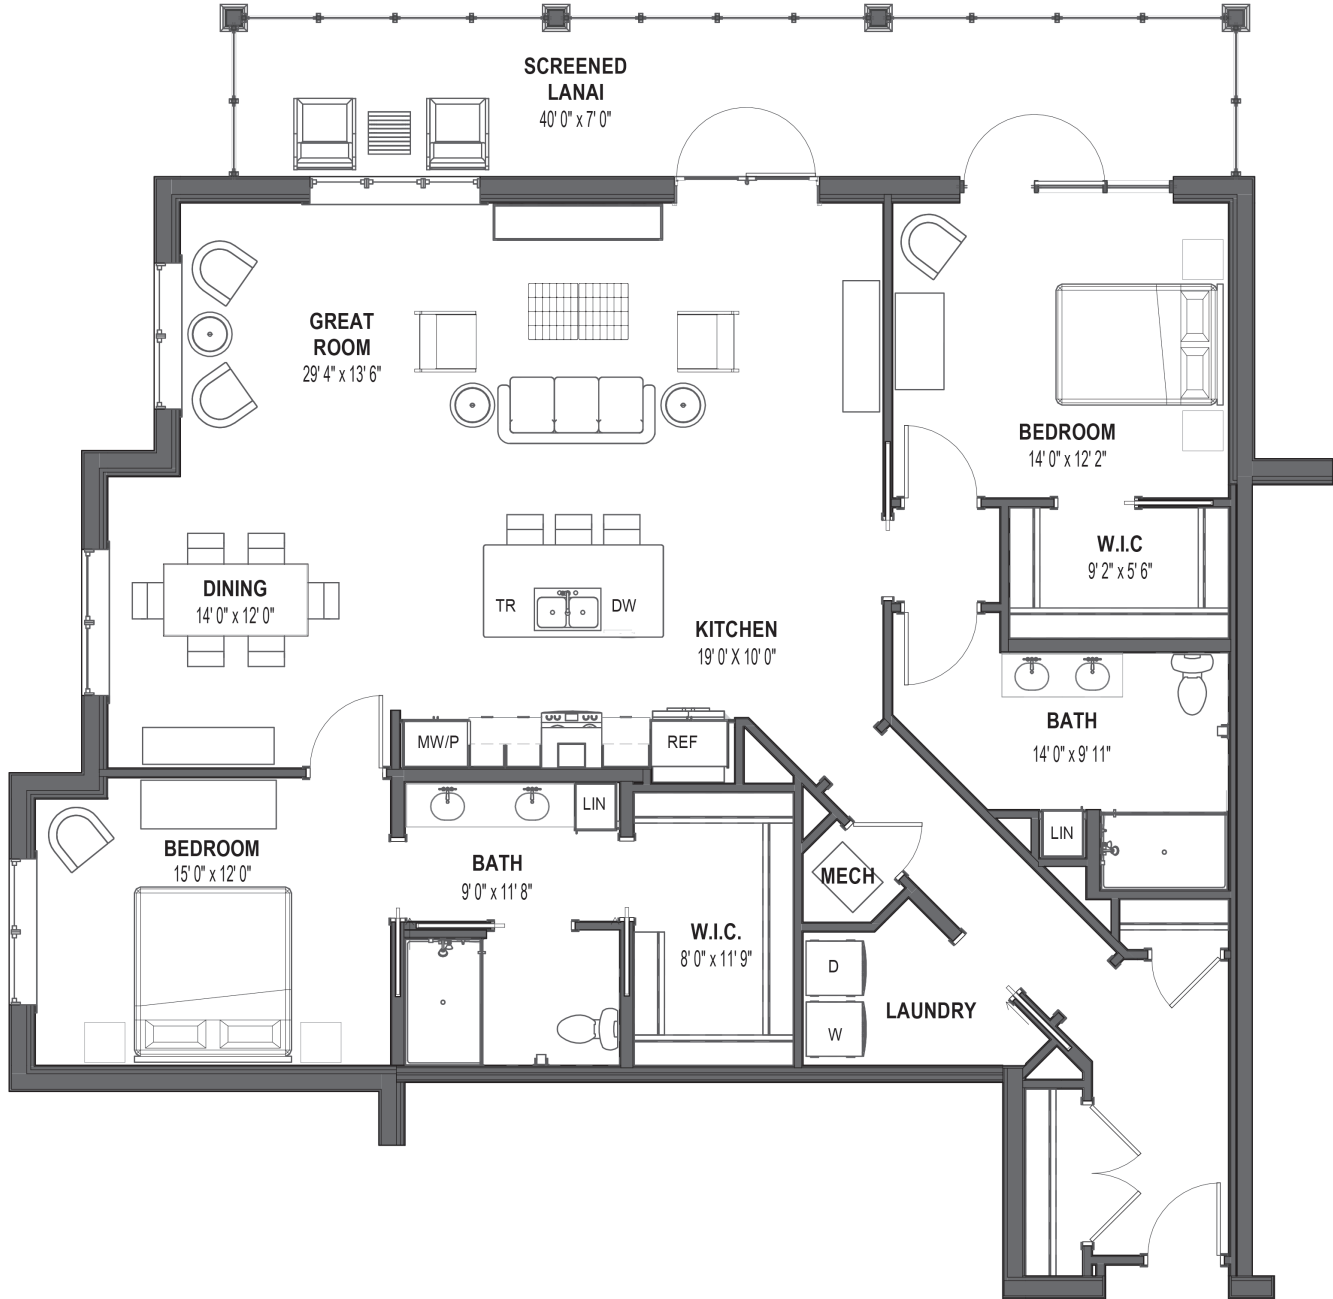 SCREENED
LANAI
40' 0" x 7' 0"
GREAT
ROOM
29' 4" x 13' 6"
BEDROOM
14' 0" x 12' 2"
W.I.C
9' 2" x 5' 6"
DINING
14' 0" x 12' 0"
TR
DW
KITCHEN
19' 0' X 10' 0"
MW/P
REF
BATH
14' 0" x 9' 11"
LIN
LIN
BEDROOM
15' 0" x 12' 0"
BATH
9' 0" x 11' 8"
MECH
W.I.C.
8' 0" x 11' 9"
D
W
LAUNDRY